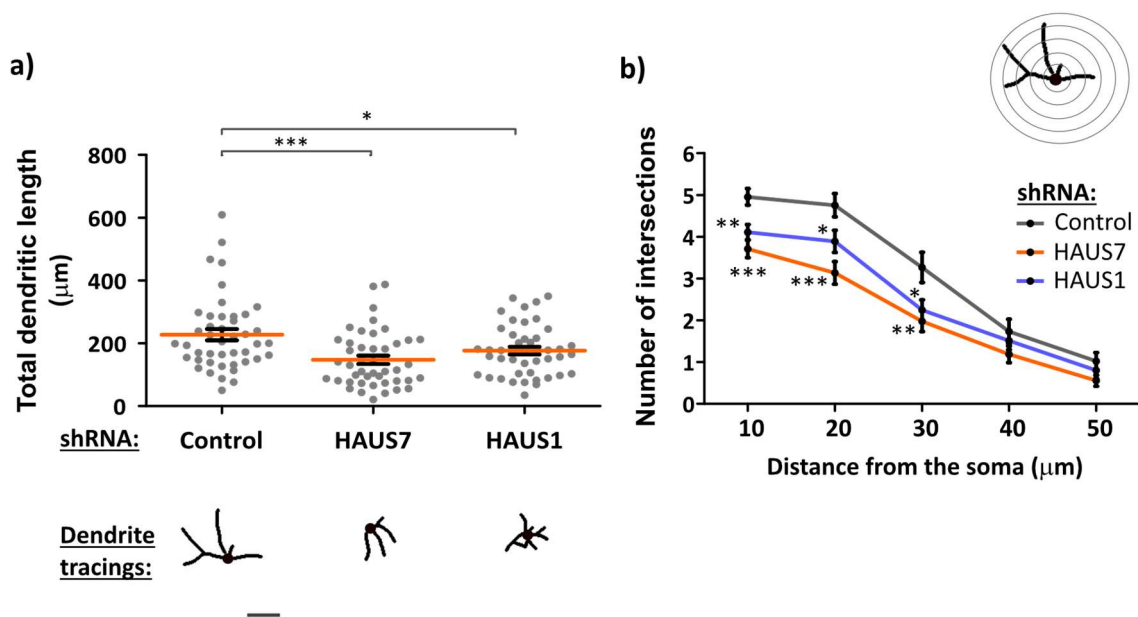 a)
*
***
Total dendritic length
(μm)
800
600
400
200
0
shRNA:
Control
HAUS7
HAUS1
Dendrite
tracings:
b)
Number of intersections
6
5
4
3
2
1
0
**
***
*
***
*
**
shRNA:
Control
HAUS7
HAUS1
10 20 30 40 50
Distance from the soma (μm)